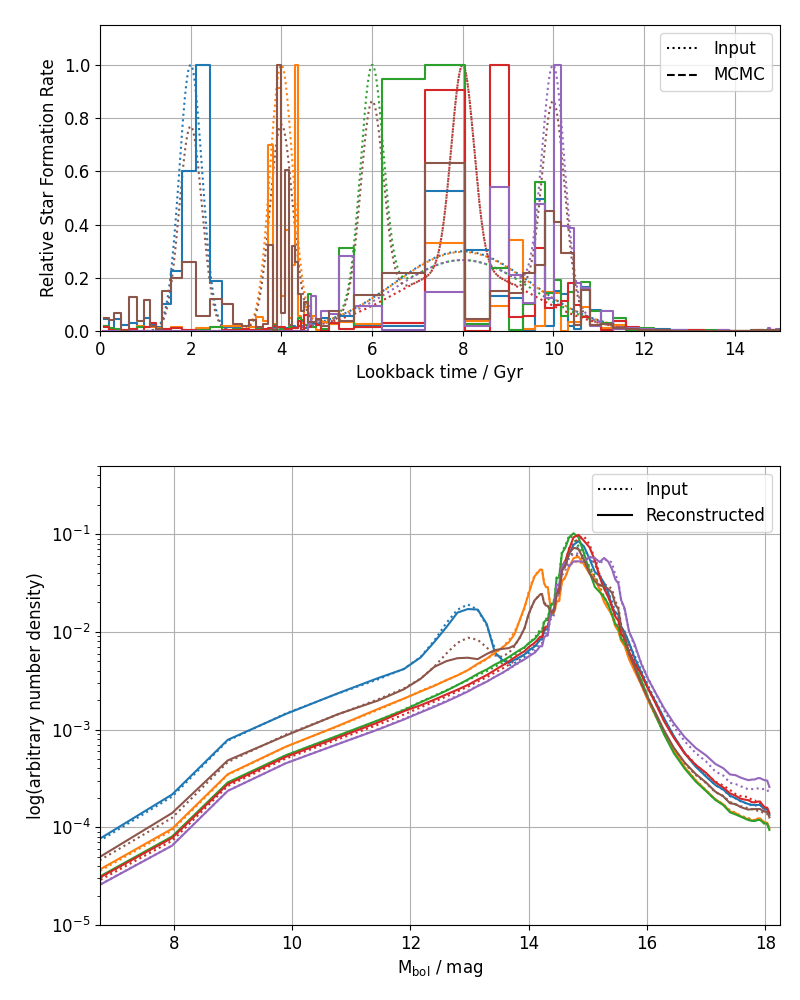 Relative Star Formation Rate
1.0
0.8
0.6
0.4
0.2
0.0
Input
MCMC
0 2 4 6 8 10 12 14
Lookback time / Gyr
log(arbitrary number density)
10⁻¹
10⁻²
10⁻³
10⁻⁴
10⁻⁵
Input
Reconstructed
8 10 12 14 16 18
M_bol / mag